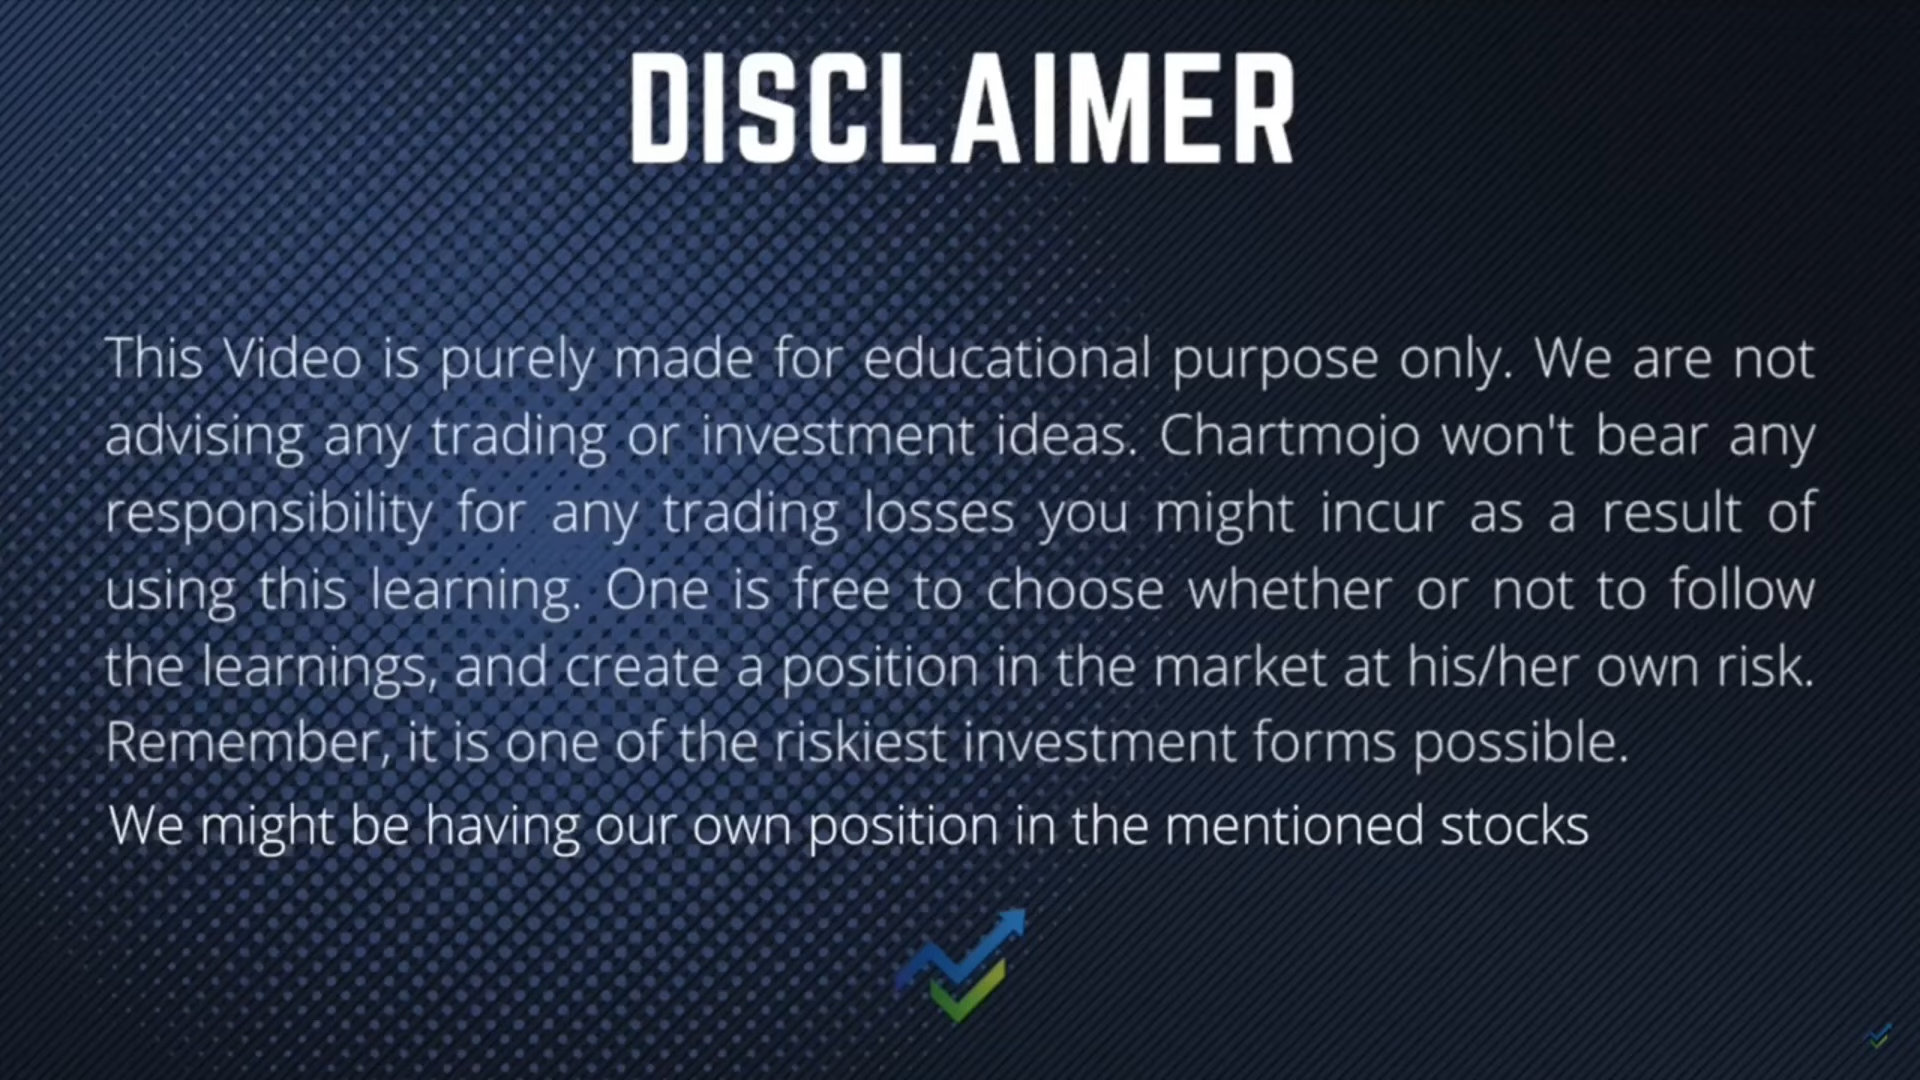 DISCLAIMER
This Video is purely made for educational purpose only. We are not
advising any trading or investment ideas. Chartmojo won't bear any
responsibility for any trading losses you might incur as a result of
using this learning. One is free to choose whether or not to follow
the learnings, and create a position in the market at his/her own risk.
Remember, it is one of the riskiest investment forms possible.
We might be having our own position in the mentioned stocks